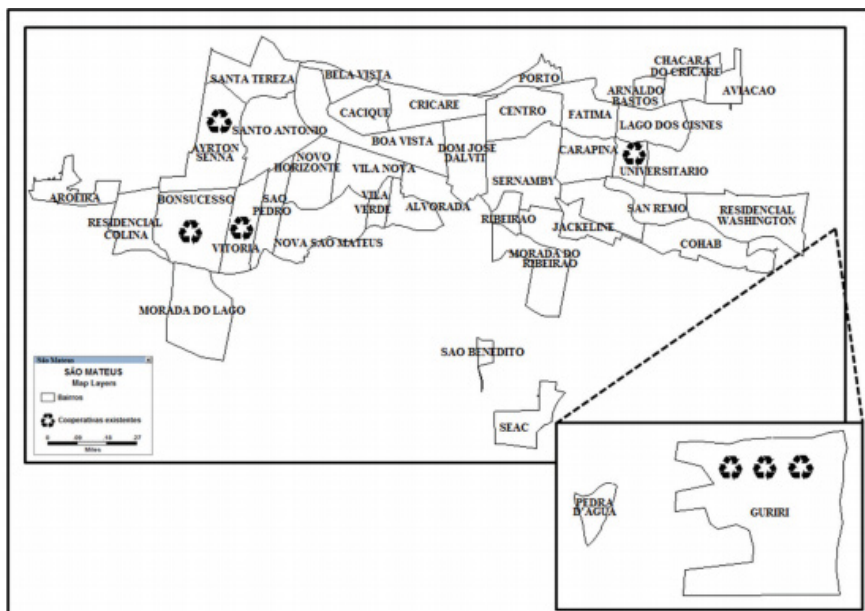 CHACARA
DO CRICARE
SANTA TEREZA
BELA VISTA
PORTO
ARNALDO
BASTOS
AVIACAO
CACIQUE
CRICARE
CENTRO
FATIMA
SANTO ANTONIO
LAGO DOS CISNES
BOA VISTA
AYRTON
SENNA
NOVO
HORIZONTE
DOM JOSE
DALVIT
CARAPINA
VILA NOVA
UNIVERSITARIO
AROEIRA
BONSUCESSO
SAO
PEDRO
VILA
VERDE
SERNAMBY
ALVORADA
SAN REMO
RESIDENCIAL
WASHINGTON
RESIDENCIAL
COLINA
RIBEIRAO
JACKELINE
VITORIA
NOVA SAO MATEUS
COHAB
MORADA DO
RIBEIRAO
MORADA DO LAGO
SAO BENEDITO
SEAC
São Mateus
SÃO MATEUS
Map Layers
Bairros
Cooperativas existentes
0 .09 .18 .27
Miles
PEDRA
D'AGUA
GURIRI